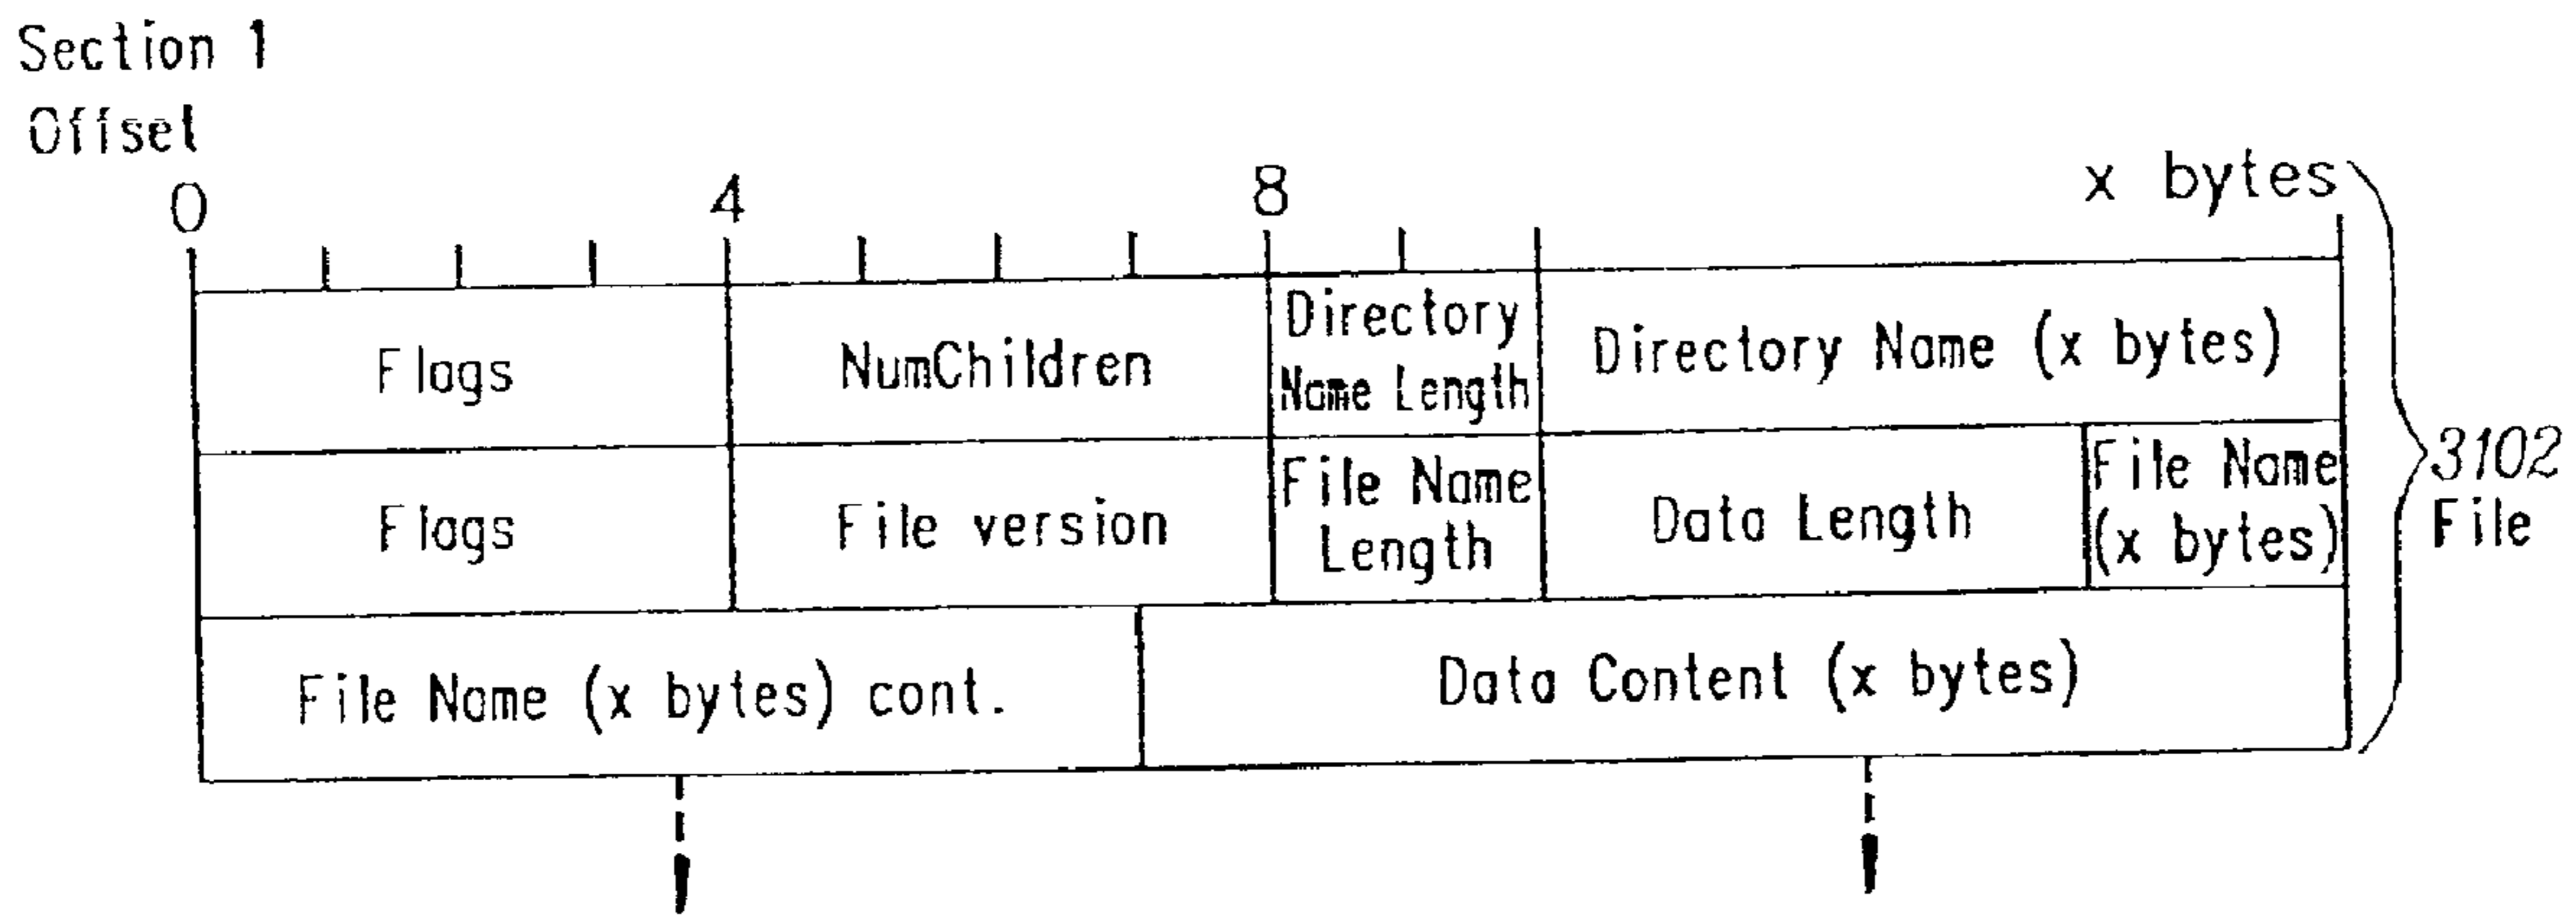 Section 1
Offset
0 4 8 x bytes
Flags NumChildren Directory Name Length Directory Name (x bytes)
Flags File version File Name Length Data Length File Name (x bytes)
File Name (x bytes) cont. Data Content (x bytes)
3102
File